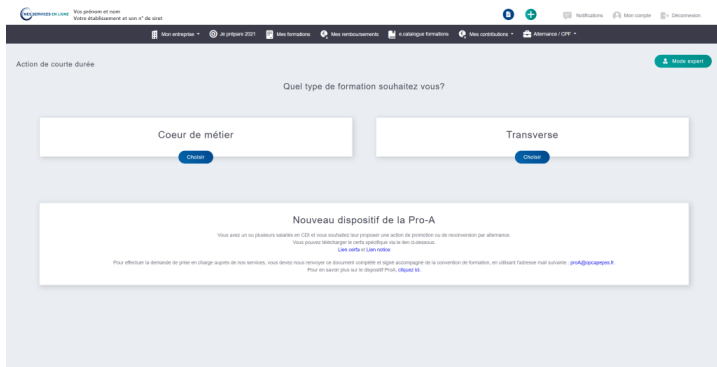 VOS SERVICES EN LIGNE
Vos prénom et nom
Votre établissement et son n° de siret
Notifications
Mon compte
Déconnexion
Mon entreprise
Je prépare 2021
Mes formations
Mes remboursements
e.catalogue formations
Mes contributions
Alternance / CPF
Action de courte durée
Mode expert
Quel type de formation souhaitez vous?
Coeur de métier
Choisir
Transverse
Choisir
Nouveau dispositif de la Pro-A
Vous avez un ou plusieurs salariés en CDI et vous souhaitez leur proposer une action de promotion ou de reconversion par alternance.
Vous pouvez télécharger le cerfa spécifique via le lien ci-dessous.
Lien cerfa et Lien notice
Pour effectuer la demande de prise en charge auprès de nos services, vous devez nous renvoyer ce document complété et signé accompagné de la convention de formation, en utilisant l'adresse mail suivante : proA@opcapepss.fr
Pour en savoir plus sur le dispositif ProA, cliquez ici.